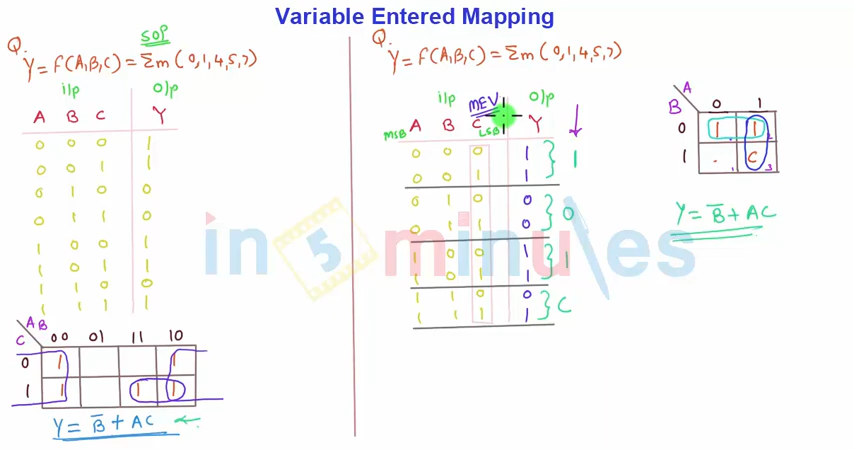 Variable Entered Mapping
Q. SOP
Y = f(A,B,C) = Σm (0,1,4,5,7)
i/p O/p
A B C Y
0 0 0 1
0 0 1 1
0 1 0 0
0 1 1 0
1 0 0 1
1 0 1 1
1 1 0 0
1 1 1 1
AB
C 00 01 11 10
0 1 1
1 1 1 1
Y = B̅ + AC
Q.
Y = f(A,B,C) = Σm (0,1,4,5,7)
i/p MEV O/p
MSB A B C LSB Y
0 0 0 1
0 0 1 1 } 1
0 1 0 0
0 1 1 0 } 0
1 0 0 1
1 0 1 1 } 1
1 1 0 0
1 1 1 1 } C
A
B 0 1
0 1 1 2
1 . 1 C 3
Y = B̅ + AC
in 5 minutes